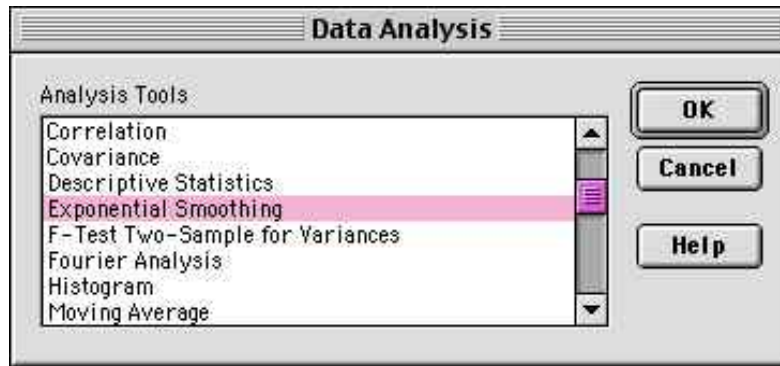 Data Analysis
Analysis Tools
Correlation
Covariance
Descriptive Statistics
Exponential Smoothing
F-Test Two-Sample for Variances
Fourier Analysis
Histogram
Moving Average
OK
Cancel
Help